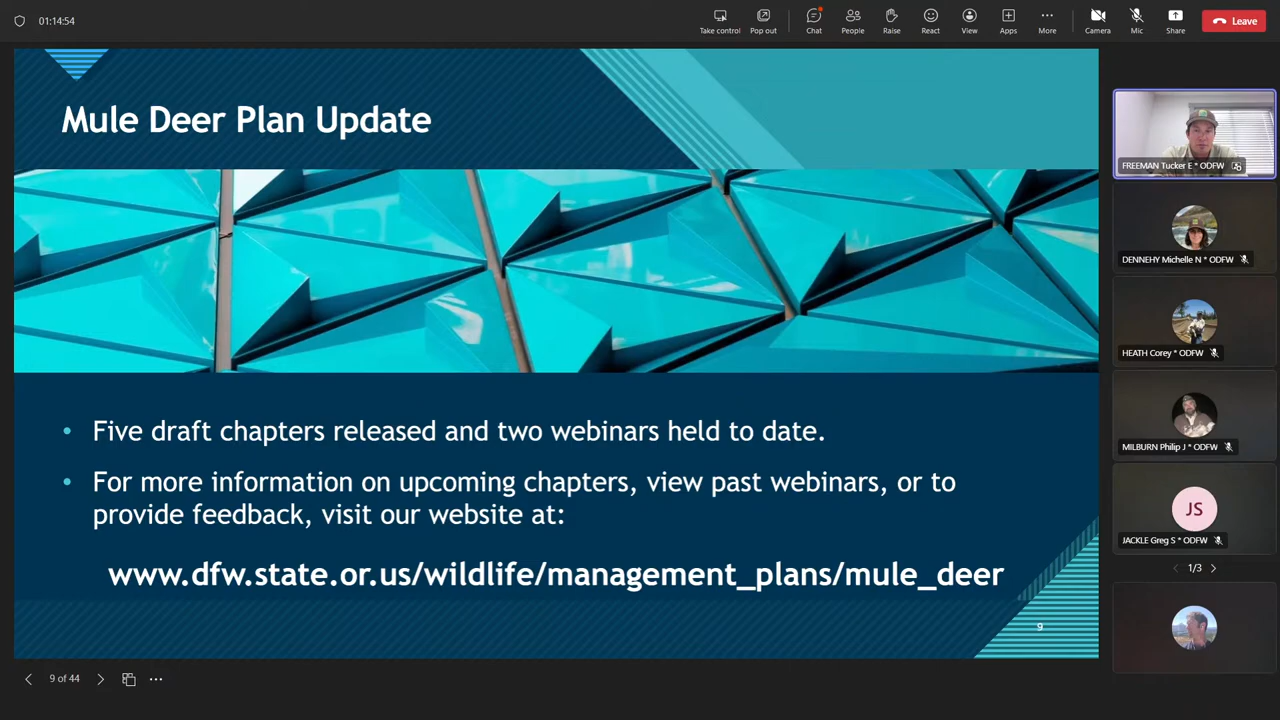 01:14:54
Take control
Pop out
Chat
People
Raise
React
View
Apps
More
Camera
Mic
Share
Leave
Mule Deer Plan Update
• Five draft chapters released and two webinars held to date.
• For more information on upcoming chapters, view past webinars, or to
provide feedback, visit our website at:
www.dfw.state.or.us/wildlife/management_plans/mule_deer
9
9 of 44
FREEMAN Tucker E * ODFW
DENNEHY Michelle N * ODFW
HEATH Corey * ODFW
MILBURN Philip J * ODFW
JS
JACKLE Greg S * ODFW
1/3